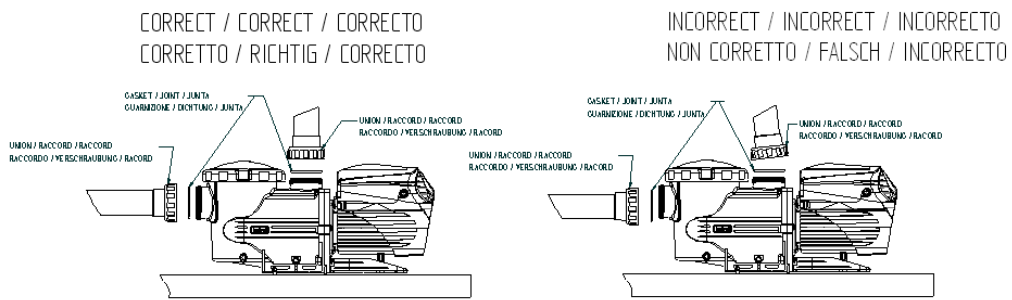 CORRECT / CORRECT / CORRECTO
CORRETTO / RICHTIG / CORRECTO
GASKET / JOINT / JUNTA
GUARNIZIONE / DICHTUNG / JUNTA
UNION / RACCORD / RACCORD
RACCORDO / VERSCHRAUBUNG / RACORD
UNION / RACCORD / RACCORD
RACCORDO / VERSCHRAUBUNG / RACORD
INCORRECT / INCORRECT / INCORRECTO
NON CORRETTO / FALSCH / INCORRECTO
GASKET / JOINT / JUNTA
GUARNIZIONE / DICHTUNG / JUNTA
UNION / RACCORD / RACCORD
RACCORDO / VERSCHRAUBUNG / RACORD
UNION / RACCORD / RACCORD
RACCORDO / VERSCHRAUBUNG / RACORD